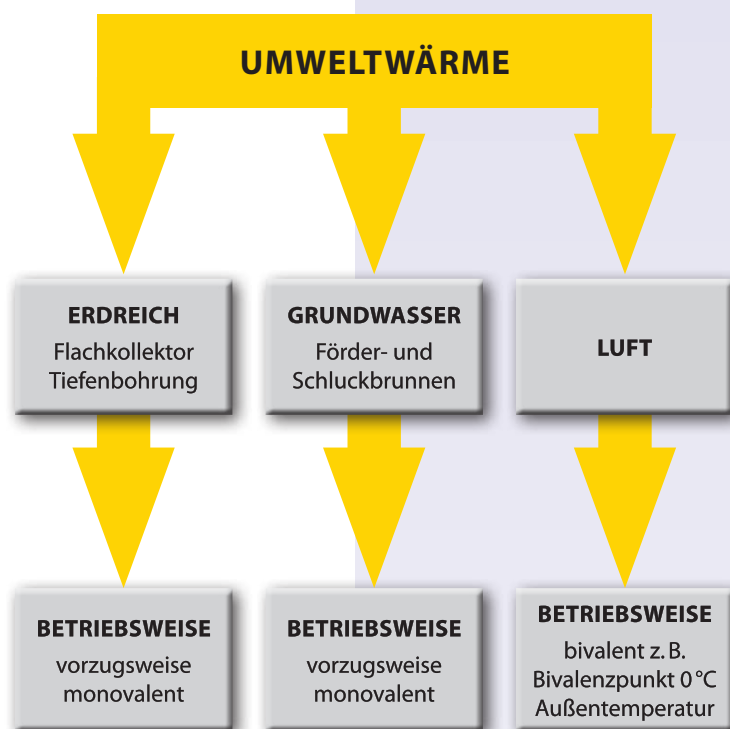 UMWELTWÄRME
ERDREICH
Flachkollektor
Tiefenbohrung
GRUNDWASSER
Förder- und
Schluckbrunnen
LUFT
BETRIEBSWEISE
vorzugsweise
monovalent
BETRIEBSWEISE
vorzugsweise
monovalent
BETRIEBSWEISE
bivalent z. B.
Bivalenzpunkt 0 °C
Außentemperatur